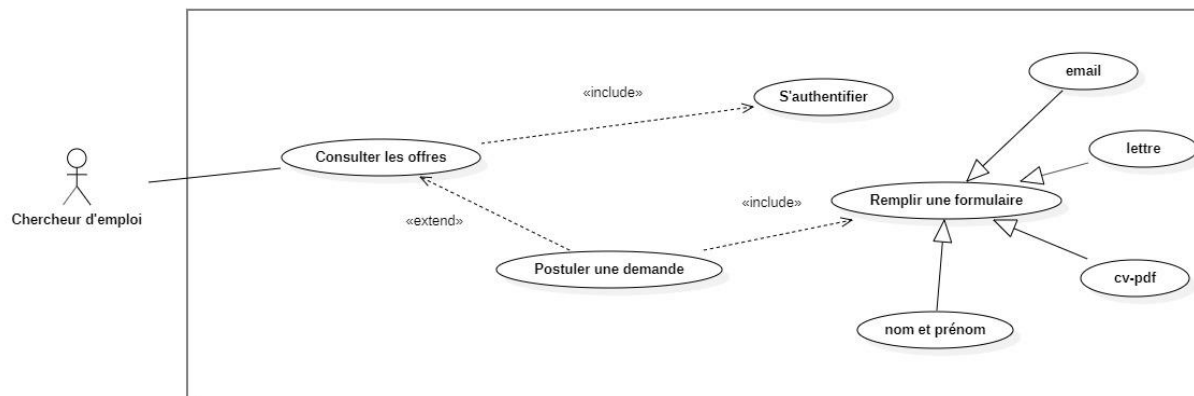 email
S'authentifier
«include»
lettre
Consulter les offres
Chercheur d'emploi
Remplir une formulaire
«include»
«extend»
Postuler une demande
cv-pdf
nom et prénom